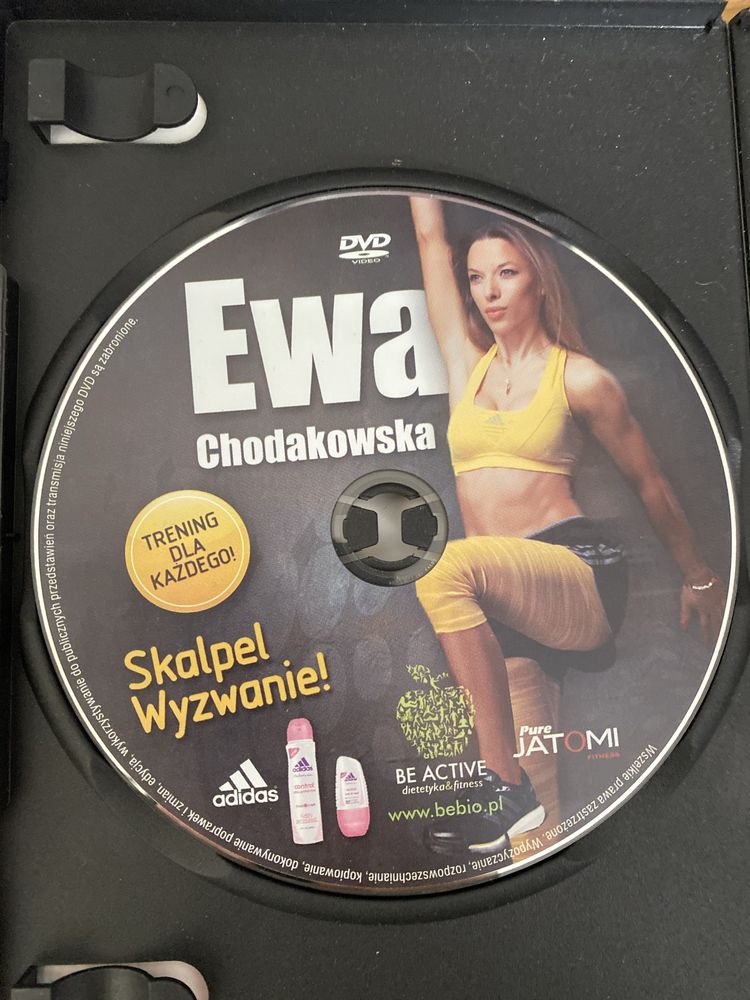 DVD
VIDEO
Ewa
Chodakowska
TRENING
DLA
KAŻDEGO!
Skalpel
Wyzwanie!
adidas
adidas
control
BE ACTIVE
dietetyka&fitness
www.bebio.pl
Pure
JATOMI
FITNESS
Wszelkie prawa zastrzeżone. Wypożyczanie, rozpowszechnianie, kopiowanie, dokonywanie poprawek i zmian, edycja, wykorzystywanie do publicznych przedstawień oraz transmisja niniejszego DVD są zabronione.